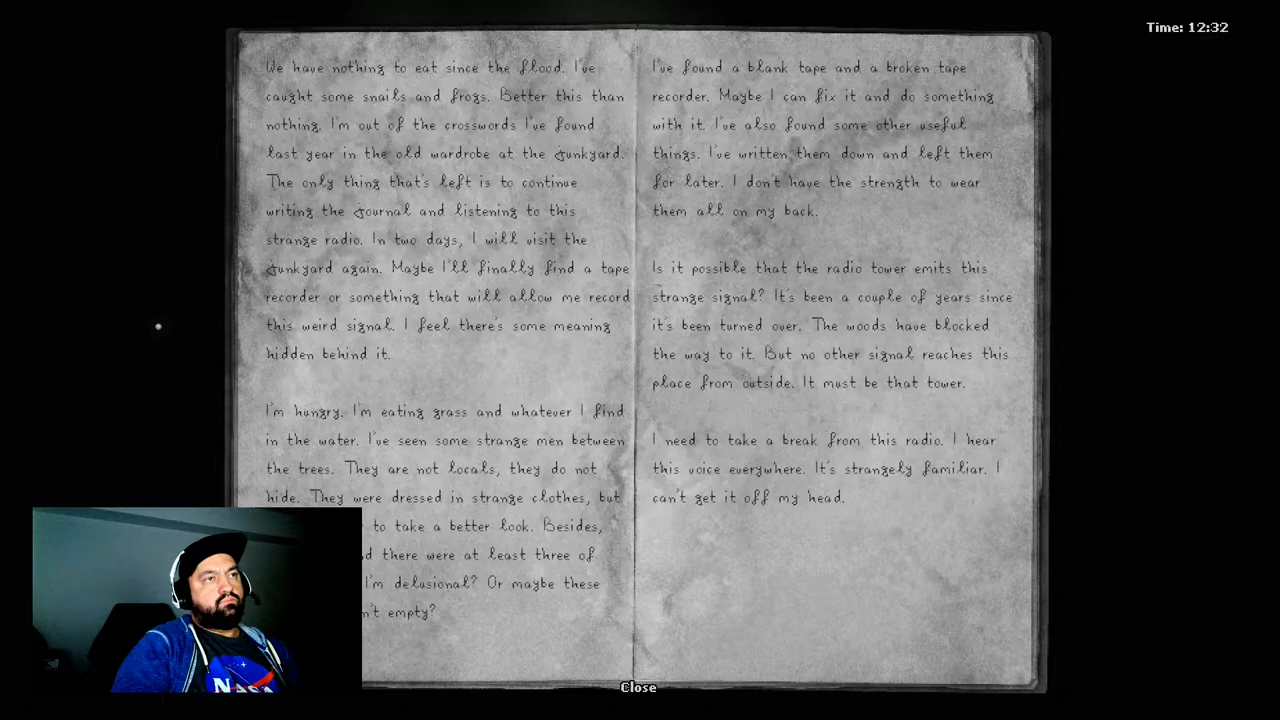 Time: 12:32
We have nothing to eat since the flood. I've
caught some snails and frogs. Better this than
nothing. I'm out of the crosswords I've found
last year in the old wardrobe at the junkyard.
The only thing that's left is to continue
writing the journal and listening to this
strange radio. In two days, I will visit the
junkyard again. Maybe I'll finally find a tape
recorder or something that will allow me record
this weird signal. I feel there's some meaning
hidden behind it.
I'm hungry. I'm eating grass and whatever I find
in the water. I've seen some strange men between
the trees. They are not locals, they do not
hide. They were dressed in strange clothes, but
to take a better look. Besides,
there were at least three of
I'm delusional? Or maybe these
empty?
I've found a blank tape and a broken tape
recorder. Maybe I can fix it and do something
with it. I've also found some other useful
things. I've written them down and left them
for later. I don't have the strength to wear
them all on my back.
Is it possible that the radio tower emits this
strange signal? It's been a couple of years since
it's been turned over. The woods have blocked
the way to it. But no other signal reaches this
place from outside. It must be that tower.
I need to take a break from this radio. I hear
this voice everywhere. It's strangely familiar. I
can't get it off my head.
NASA
Close